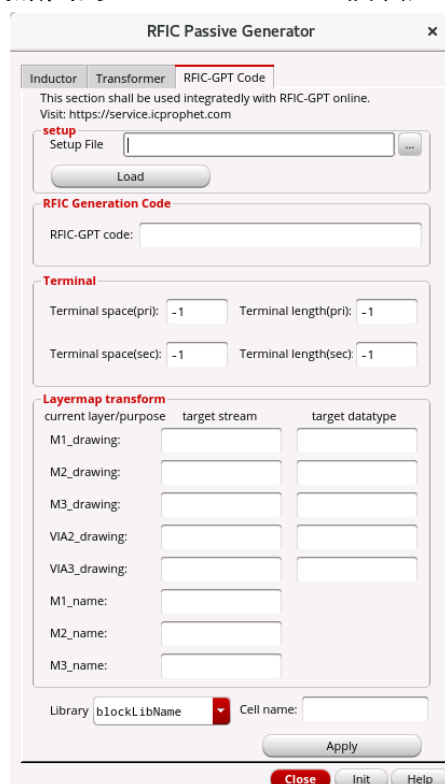 RFIC Passive Generator ×
Inductor Transformer RFIC-GPT Code
This section shall be used integratedly with RFIC-GPT online.
Visit: https://service.icprophet.com
setup
Setup File ...
Load
RFIC Generation Code
RFIC-GPT code:
Terminal
Terminal space(pri): -1 Terminal length(pri): -1
Terminal space(sec): -1 Terminal length(sec): -1
Layermap transform
current layer/purpose target stream target datatype
M1_drawing:
M2_drawing:
M3_drawing:
VIA2_drawing:
VIA3_drawing:
M1_name:
M2_name:
M3_name:
Library blockLibName Cell name:
Apply
Close Init Help